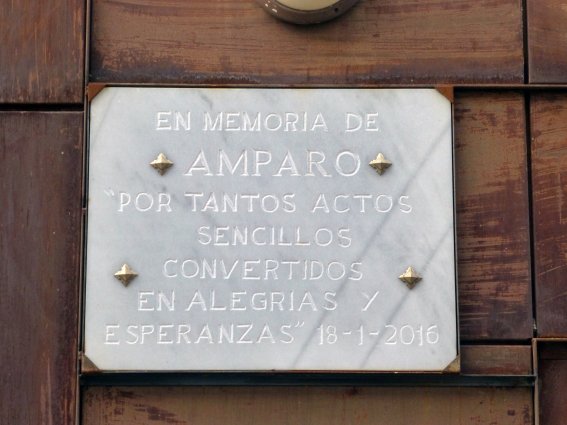 EN MEMORIA DE
AMPARO
"POR TANTOS ACTOS
SENCILLOS
CONVERTIDOS
EN ALEGRIAS Y
ESPERANZAS" 18-1-2016